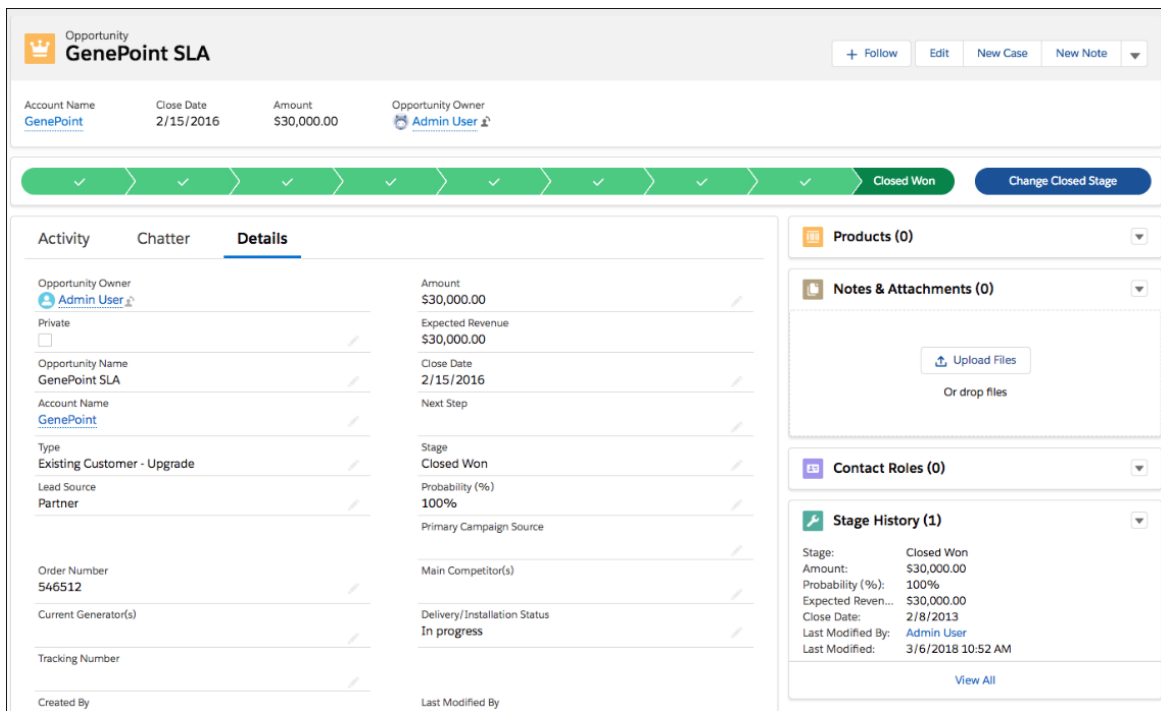 Opportunity
GenePoint SLA
+ Follow
Edit
New Case
New Note
Account Name
Close Date
Amount
Opportunity Owner
GenePoint
2/15/2016
$30,000.00
Admin User
Closed Won
Change Closed Stage
Activity
Chatter
Details
Opportunity Owner
Admin User
Amount
$30,000.00
Private
Expected Revenue
$30,000.00
Opportunity Name
GenePoint SLA
Close Date
2/15/2016
Account Name
GenePoint
Next Step
Type
Existing Customer - Upgrade
Stage
Closed Won
Lead Source
Partner
Probability (%)
100%
Primary Campaign Source
Order Number
546512
Main Competitor(s)
Current Generator(s)
Delivery/Installation Status
In progress
Tracking Number
Created By
Last Modified By
Products (0)
Notes & Attachments (0)
Upload Files
Or drop files
Contact Roles (0)
Stage History (1)
Stage: Closed Won
Amount: $30,000.00
Probability (%): 100%
Expected Reven... $30,000.00
Close Date: 2/8/2013
Last Modified By: Admin User
Last Modified: 3/6/2018 10:52 AM
View All